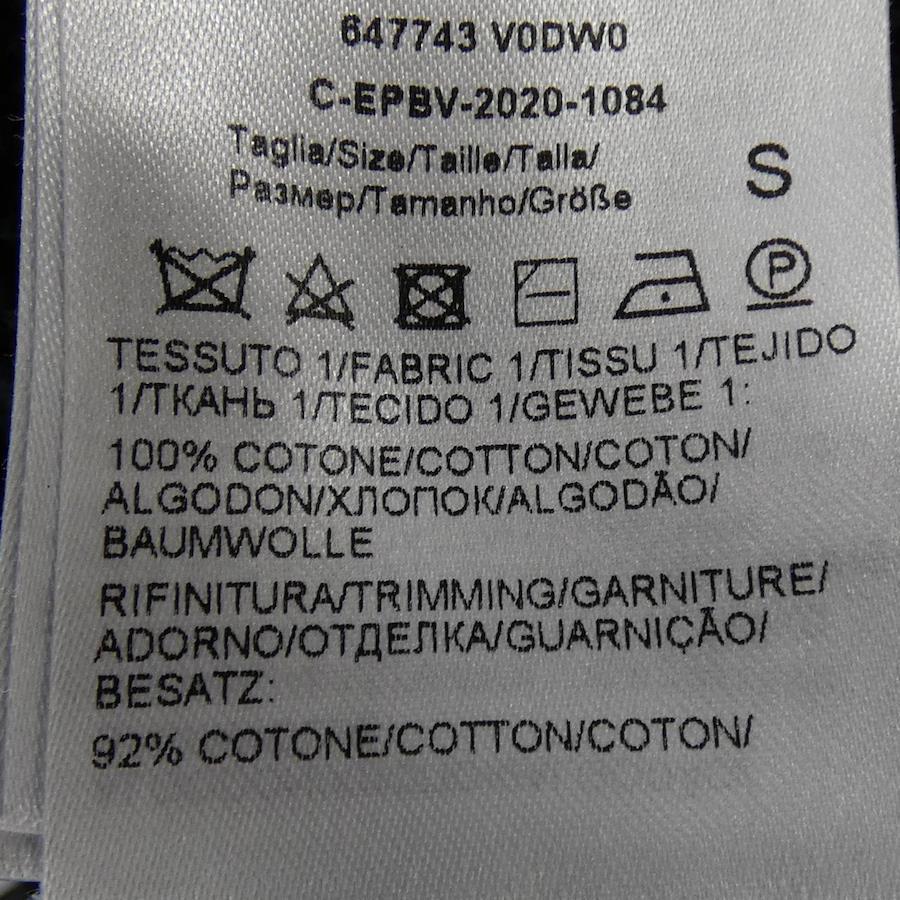 647743 V0DW0
C-EPBV-2020-1084
Taglia/Size/Taille/Talla/
Размер/Tamanho/Größe
S
P
TESSUTO 1/FABRIC 1/TISSU 1/TEJIDO
1/ТКАНЬ 1/TECIDO 1/GEWEBE 1:
100% COTONE/COTTON/COTON/
ALGODON/ХЛОПОК/ALGODÃO/
BAUMWOLLE
RIFINITURA/TRIMMING/GARNITURE/
ADORNO/ОТДЕЛКА/GUARNIÇÃO/
BESATZ:
92% COTONE/COTTON/COTON/